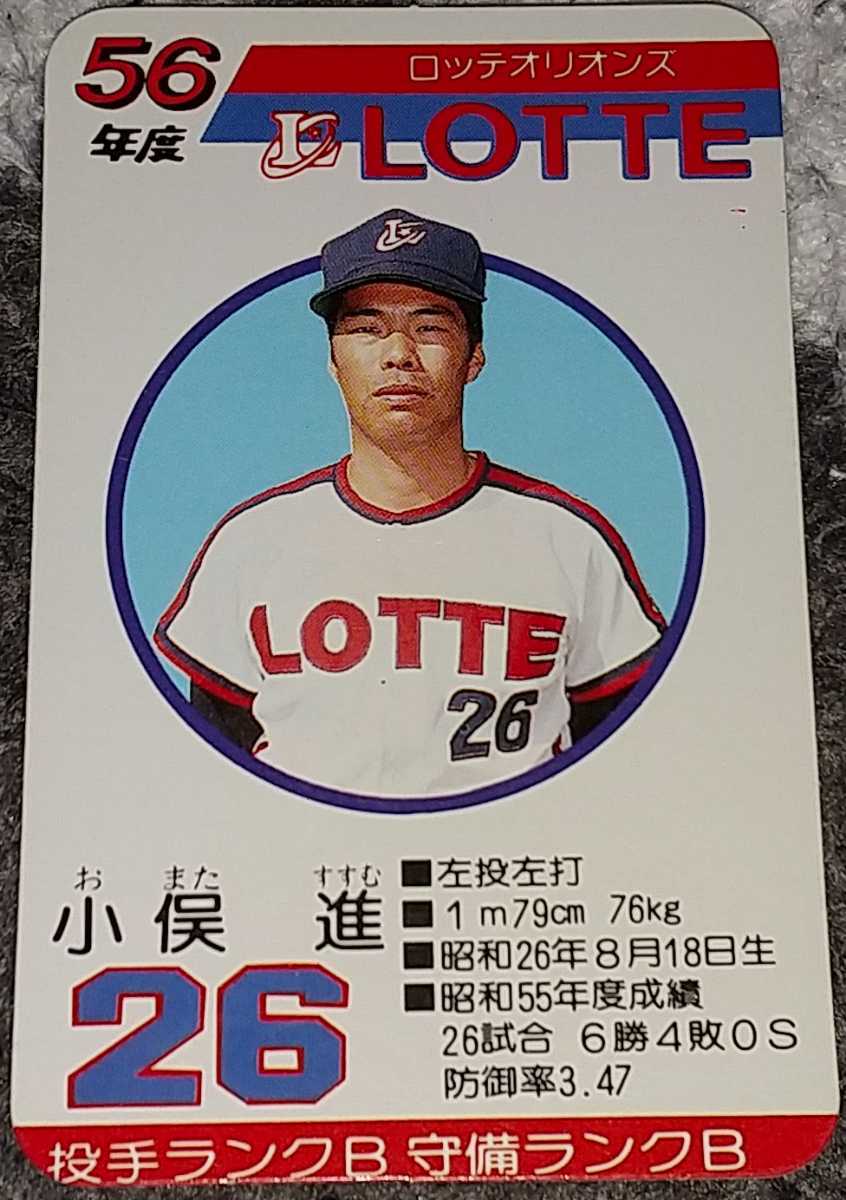 56
年度
ロッテオリオンズ
LOTTE
LOTTE
26
お また すすむ
小俣 進
26
■左投左打
■1m79cm 76kg
■昭和26年8月18日生
■昭和55年度成績
26試合 6勝4敗0S
防御率3.47
投手ランクB 守備ランクB